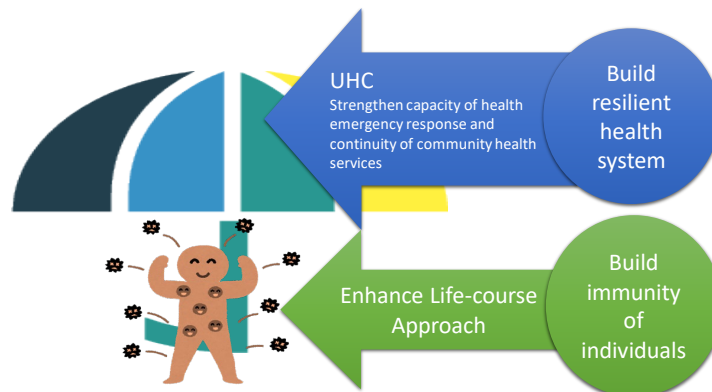 UHC
Strengthen capacity of health
emergency response and
continuity of community health
services
Build
resilient
health
system
Enhance Life-course
Approach
Build
immunity
of
individuals